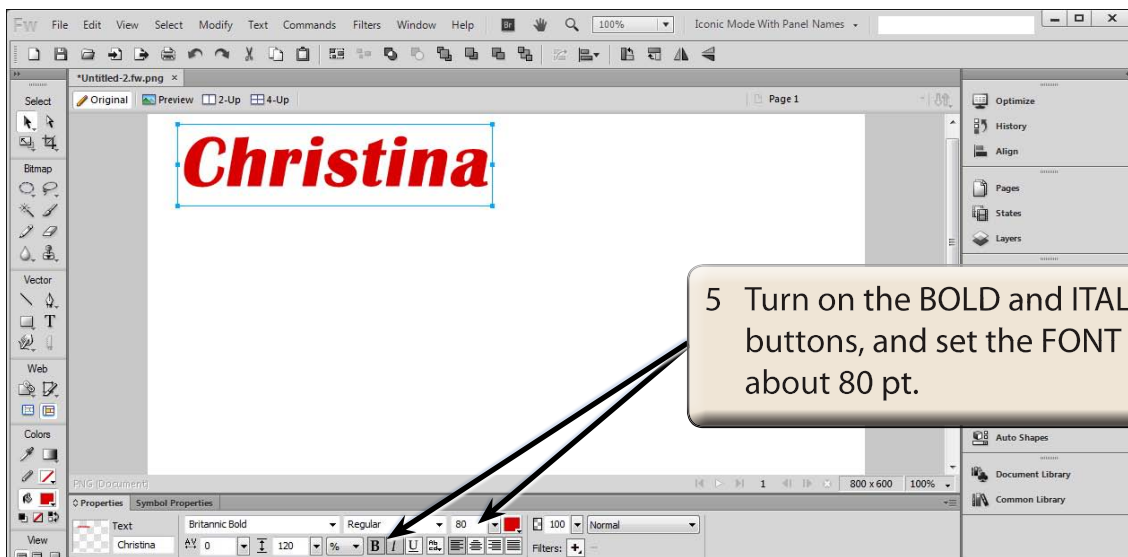 Fw File Edit View Select Modify Text Commands Filters Window Help Br 100% Iconic Mode With Panel Names
*Untitled-2.fw.png ×
Select
Original Preview 2-Up 4-Up Page 1
Optimize
History
Align
Bitmap
Pages
States
Layers
Christina
Vector
5 Turn on the BOLD and ITAL
buttons, and set the FONT
about 80 pt.
Web
Colors
Auto Shapes
Document Library
Common Library
PNG (Document) 1 800 x 600 100%
Properties Symbol Properties
Text Britannic Bold Regular 80 100 Normal
Christina AV 0 120 % B I U Filters:
View